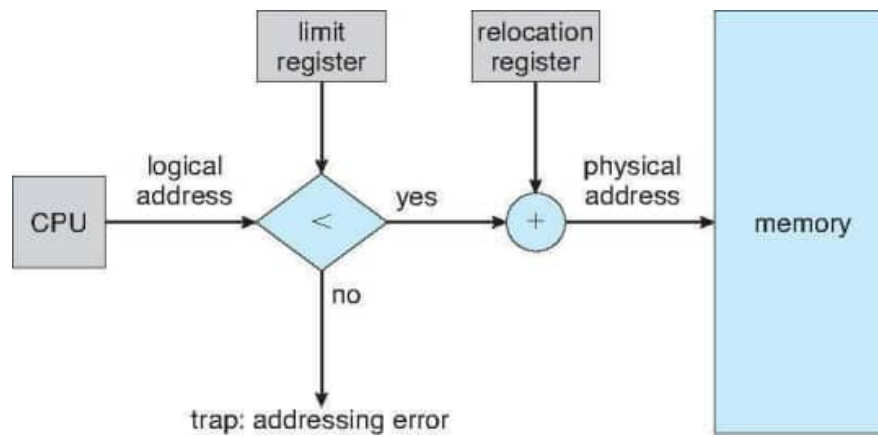 limit
register
relocation
register
logical
address
physical
address
CPU
<
yes
+
memory
no
trap: addressing error